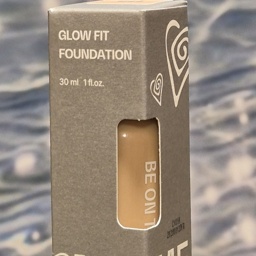 GLOW FIT
FOUNDATION
30 ml 1 fl.oz.
BE ON T